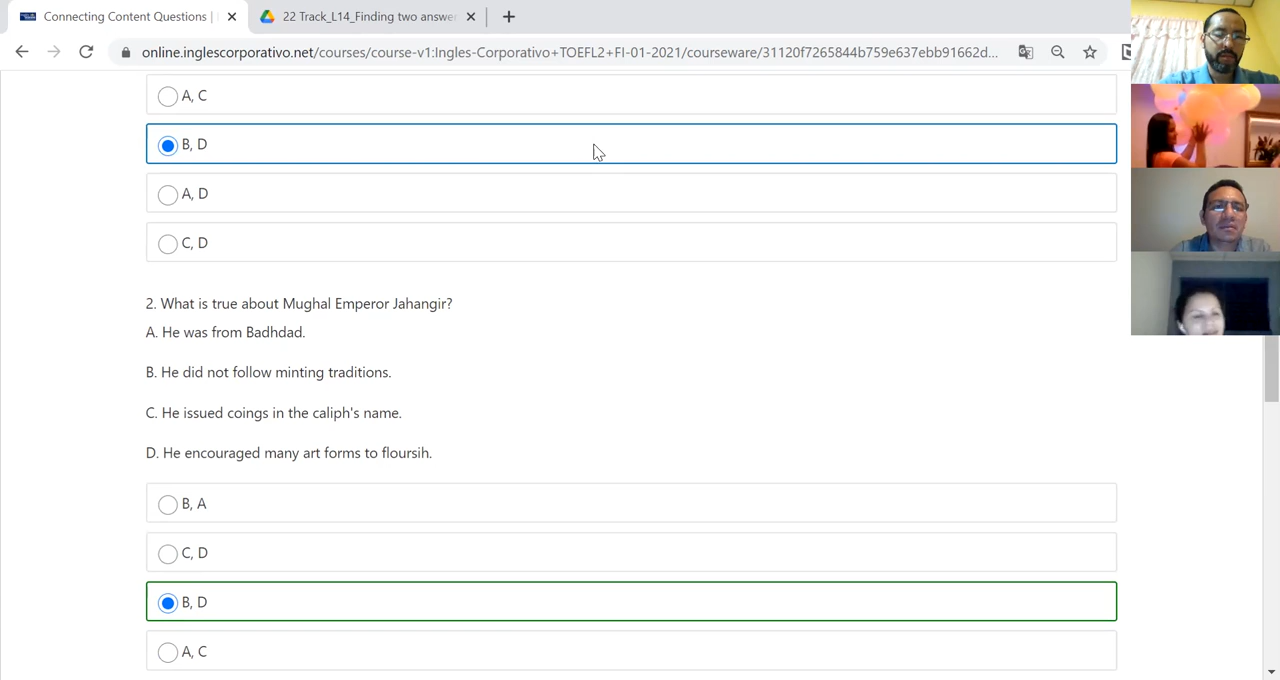 Connecting Content Questions |
22 Track_L14_Finding two answer
online.inglescorporativo.net/courses/course-v1:Ingles-Corporativo+TOEFL2+FI-01-2021/courseware/31120f7265844b759e637ebb91662d...
A, C
B, D
A, D
C, D
2. What is true about Mughal Emperor Jahangir?
A. He was from Badhdad.
B. He did not follow minting traditions.
C. He issued coings in the caliph's name.
D. He encouraged many art forms to floursih.
B, A
C, D
B, D
A, C